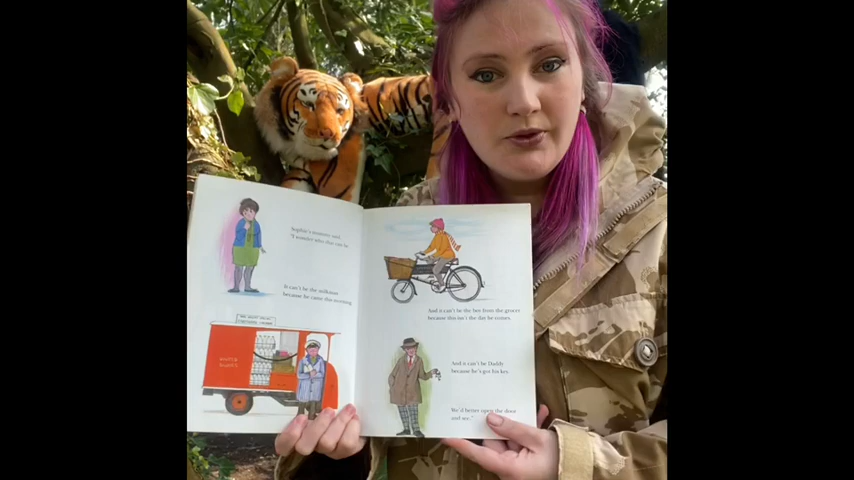 Sophie's mummy said,
"I wonder who that can be.
It can't be the milkman
because he came this morning.
And it can't be the boy from the grocer
because this isn't the day he comes.
And it can't be Daddy
because he's got his key.
We'd better open the door
and see."